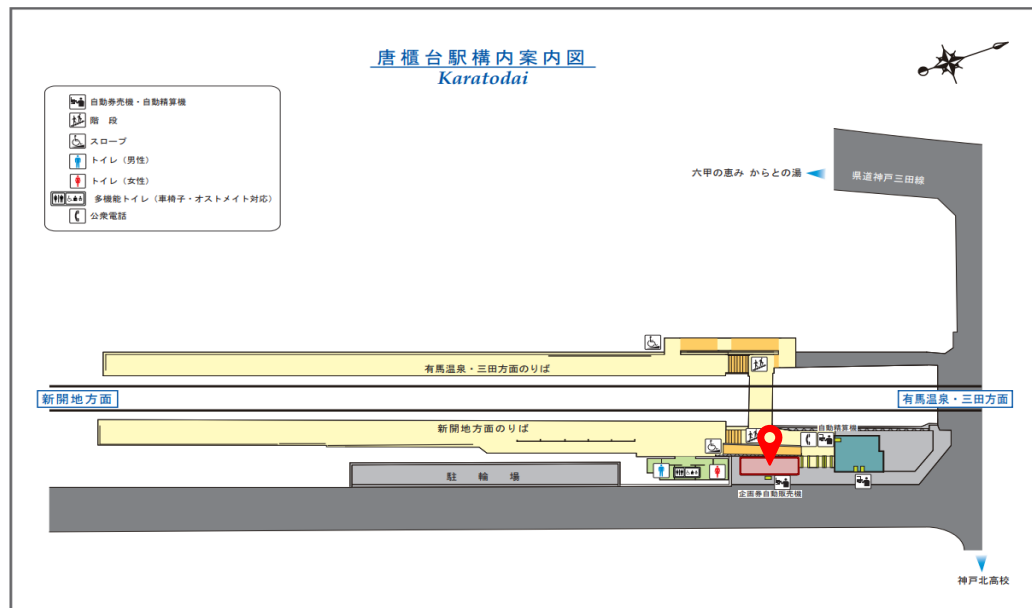 唐櫃台駅構内案内図
Karatodai
自動券売機・自動精算機
階 段
スロープ
トイレ（男性）
トイレ（女性）
多機能トイレ（車椅子・オストメイト対応）
公衆電話
六甲の恵み からとの湯
県道神戸三田線
有馬温泉・三田方面のりば
新開地方面
有馬温泉・三田方面
新開地方面のりば
自動精算機
駐 輪 場
企画券自動販売機
神戸北高校